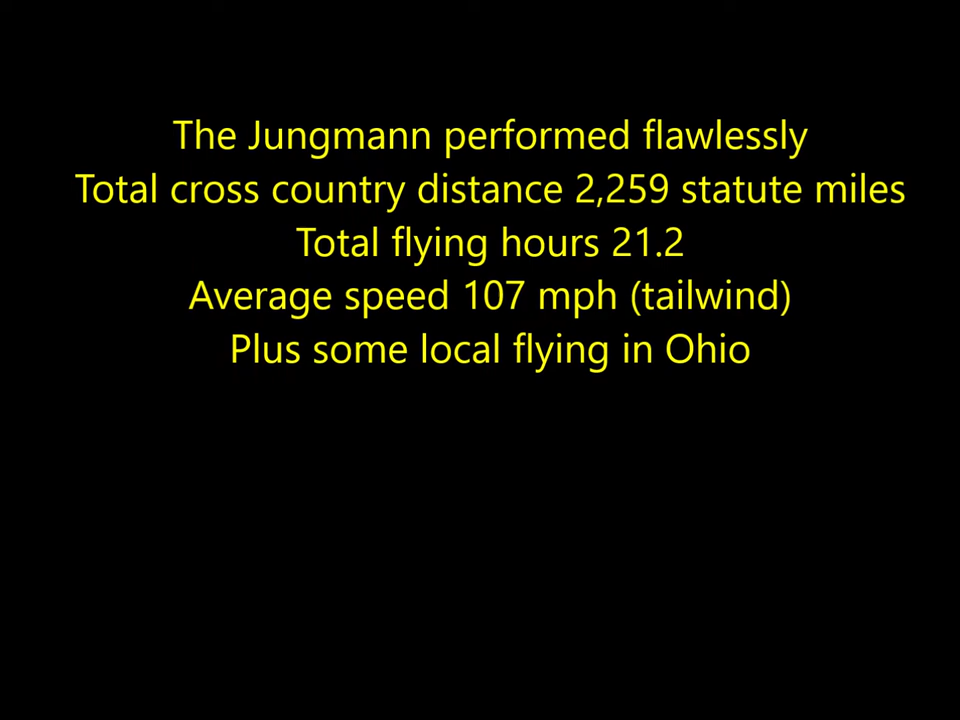 The Jungmann performed flawlessly
Total cross country distance 2,259 statute miles
Total flying hours 21.2
Average speed 107 mph (tailwind)
Plus some local flying in Ohio